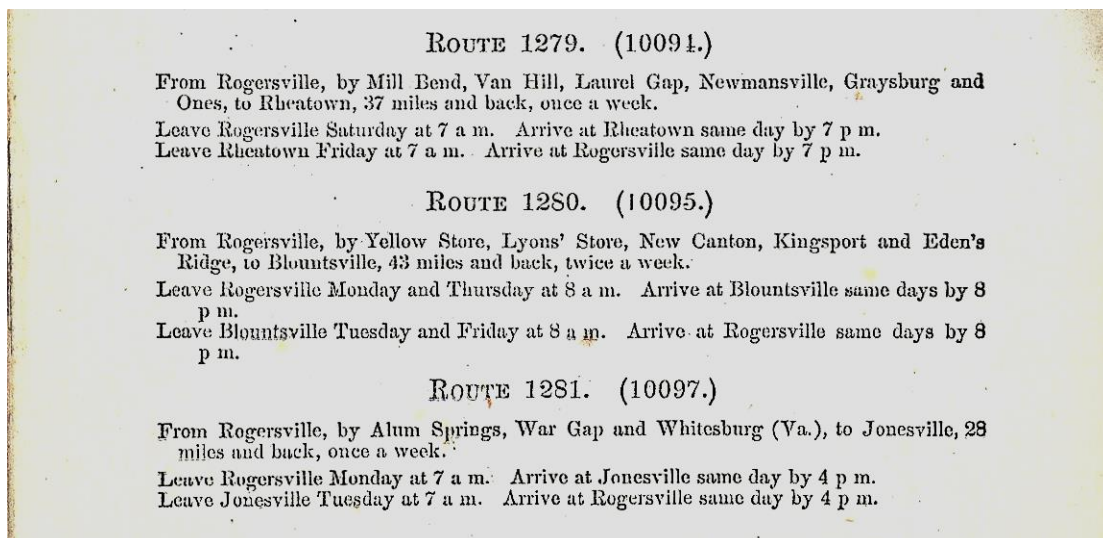 ROUTE 1279. (10094.)
From Rogersville, by Mill Bend, Van Hill, Laurel Gap, Newmansville, Graysburg and
Ones, to Rheatown, 37 miles and back, once a week.
Leave Rogersville Saturday at 7 a m. Arrive at Rheatown same day by 7 p m.
Leave Rheatown Friday at 7 a m. Arrive at Rogersville same day by 7 p m.
ROUTE 1280. (10095.)
From Rogersville, by Yellow Store, Lyons' Store, New Canton, Kingsport and Eden's
Ridge, to Blountsville, 43 miles and back, twice a week.
Leave Rogersville Monday and Thursday at 8 a m. Arrive at Blountsville same days by 8
p m.
Leave Blountsville Tuesday and Friday at 8 a m. Arrive at Rogersville same days by 8
p m.
ROUTE 1281. (10097.)
From Rogersville, by Alum Springs, War Gap and Whitesburg (Va.), to Jonesville, 28
miles and back, once a week.
Leave Rogersville Monday at 7 a m. Arrive at Jonesville same day by 4 p m.
Leave Jonesville Tuesday at 7 a m. Arrive at Rogersville same day by 4 p m.